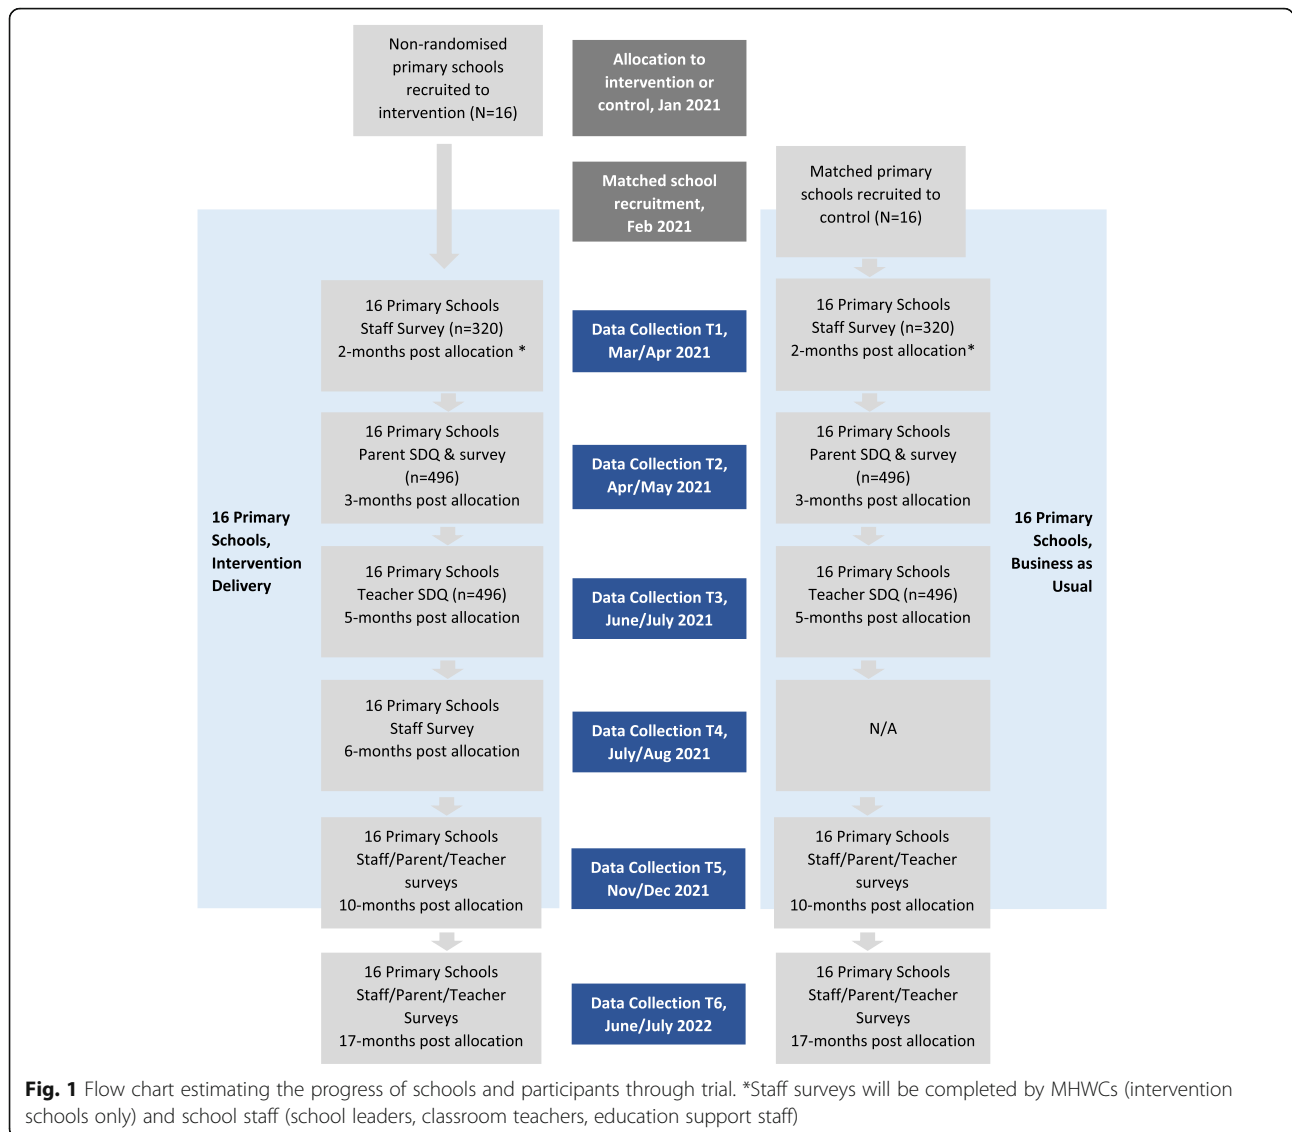 Non-randomised
primary schools
recruited to
intervention (N=16)
Allocation to
intervention or
control, Jan 2021
Matched school
recruitment,
Feb 2021
Matched primary
schools recruited to
control (N=16)
16 Primary
Schools,
Intervention
Delivery
16 Primary
Schools,
Business as
Usual
16 Primary Schools
Staff Survey (n=320)
2-months post allocation *
Data Collection T1,
Mar/Apr 2021
16 Primary Schools
Staff Survey (n=320)
2-months post allocation*
16 Primary Schools
Parent SDQ & survey
(n=496)
3-months post allocation
Data Collection T2,
Apr/May 2021
16 Primary Schools
Parent SDQ & survey
(n=496)
3-months post allocation
16 Primary Schools
Teacher SDQ (n=496)
5-months post allocation
Data Collection T3,
June/July 2021
16 Primary Schools
Teacher SDQ (n=496)
5-months post allocation
16 Primary Schools
Staff Survey
6-months post allocation
Data Collection T4,
July/Aug 2021
N/A
16 Primary Schools
Staff/Parent/Teacher
surveys
10-months post allocation
Data Collection T5,
Nov/Dec 2021
16 Primary Schools
Staff/Parent/Teacher
surveys
10-months post allocation
16 Primary Schools
Staff/Parent/Teacher
Surveys
17-months post allocation
Data Collection T6,
June/July 2022
16 Primary Schools
Staff/Parent/Teacher
Surveys
17-months post allocation
Fig. 1 Flow chart estimating the progress of schools and participants through trial. *Staff surveys will be completed by MHWCs (intervention
schools only) and school staff (school leaders, classroom teachers, education support staff)